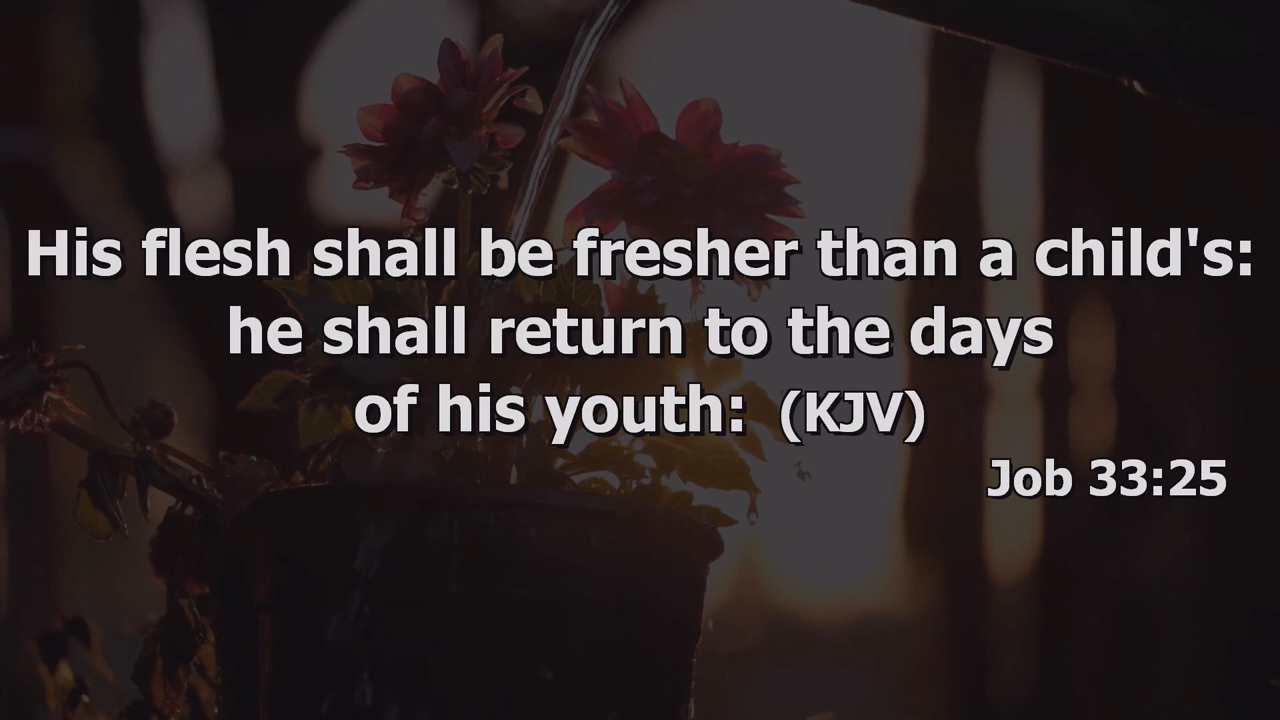 His flesh shall be fresher than a child's:
he shall return to the days
of his youth: (KJV)
Job 33:25